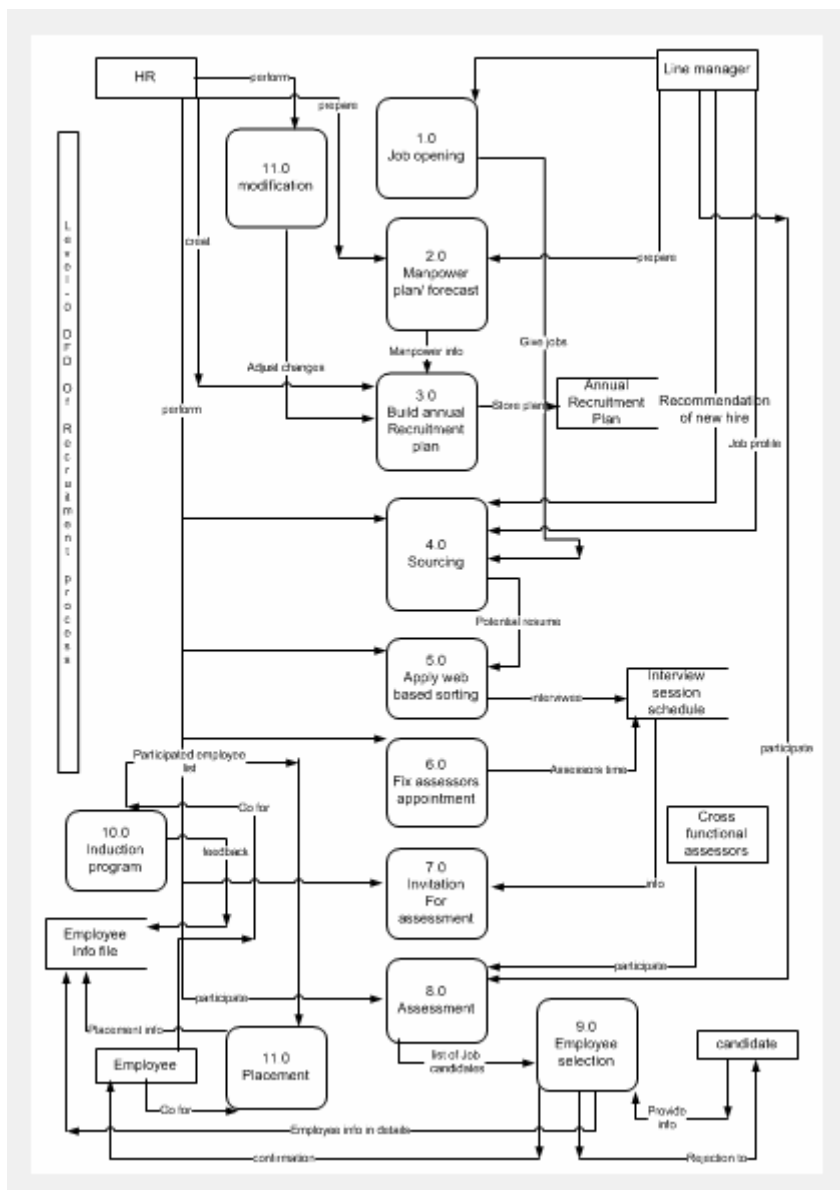 HR
perform
Line manager
prepare
1.0
Job opening
11.0
modification
Level-0 DFD Of Recruitment process
creat
2.0
Manpower
plan/ forecast
prepare
Manpower info
Give jobs
Adjust changes
3.0
Build annual
Recruitment
plan
Store plan
Annual
Recruitment
Plan
Recommendation
of new hire
perform
Job profile
4.0
Sourcing
Potential resume
5.0
Apply web
based sorting
interviwee
Interview
session
schedule
Participated employee
list
6.0
Fix assessors
appointment
Assessors time
participate
Go for
10.0
Induction
program
feedback
Cross
functional
assessors
7.0
Invitation
For
assessment
info
Employee
info file
participate
participate
8.0
Assessment
Placement info
11.0
Placement
Employee
list of Job
candidates
9.0
Employee
selection
candidate
Go for
Provide
info
Employee info in details
confirmation
Rejection to